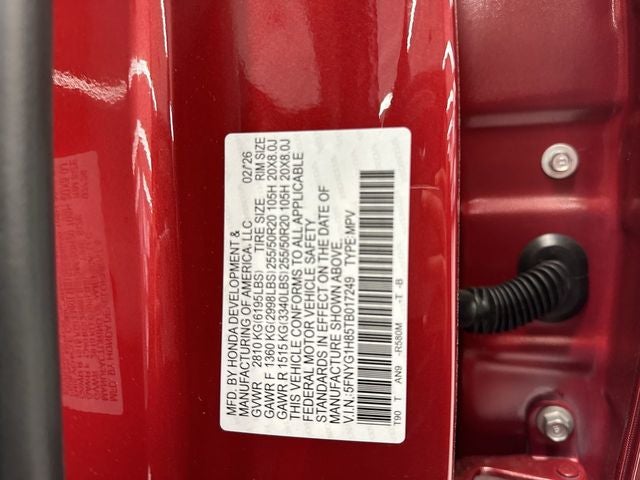 MFD. BY HONDA DEVELOPMENT &
MANUFACTURING OF AMERICA, LLC. 02/26
GVWR 2810 KG(6195LBS) TIRE SIZE RIM SIZE
GAWR F 1360 KG(2998LBS) 255/50R20 105H 20X8.0J
GAWR R 1515 KG(3340LBS) 255/50R20 105H 20X8.0J
THIS VEHICLE CONFORMS TO ALL APPLICABLE
FEDERAL MOTOR VEHICLE SAFETY
STANDARDS IN EFFECT ON THE DATE OF
MANUFACTURE SHOWN ABOVE.
V.I.N: 5FNYG1H85TB017249 TYPE:MPV
T90 T AN9 -R580M -T -B